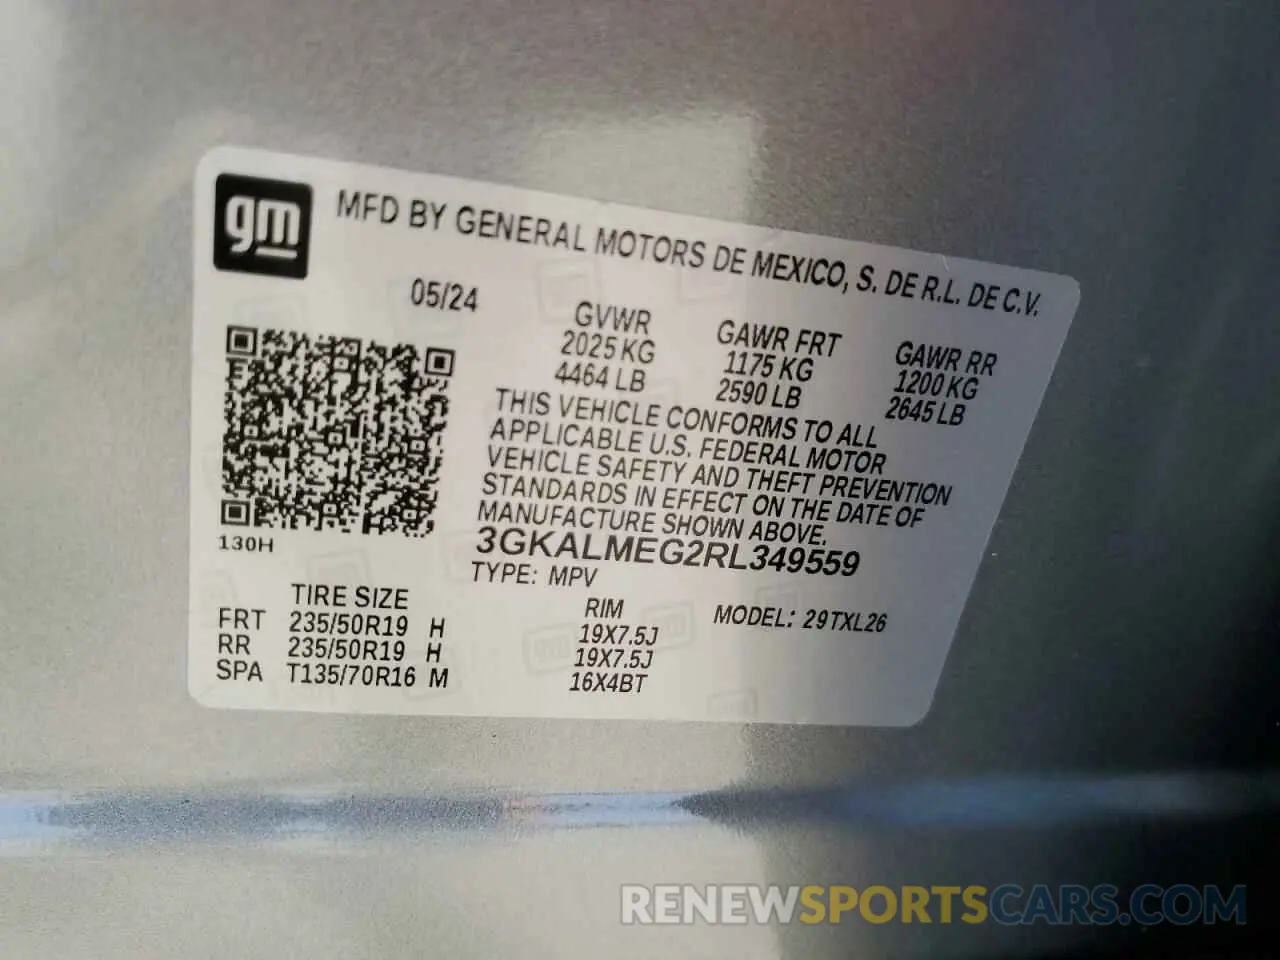 gm
MFD BY GENERAL MOTORS DE MEXICO, S. DE R.L. DE C.V.
05/24
GVWR GAWR FRT GAWR RR
2025 KG 1175 KG 1200 KG
4464 LB 2590 LB 2645 LB
THIS VEHICLE CONFORMS TO ALL
APPLICABLE U.S. FEDERAL MOTOR
VEHICLE SAFETY AND THEFT PREVENTION
STANDARDS IN EFFECT ON THE DATE OF
MANUFACTURE SHOWN ABOVE.
130H
3GKALMEG2RL349559
TYPE: MPV
TIRE SIZE RIM MODEL: 29TXL26
FRT 235/50R19 H 19X7.5J
RR 235/50R19 H 19X7.5J
SPA T135/70R16 M 16X4BT
RENEWSPORTSCARS.COM